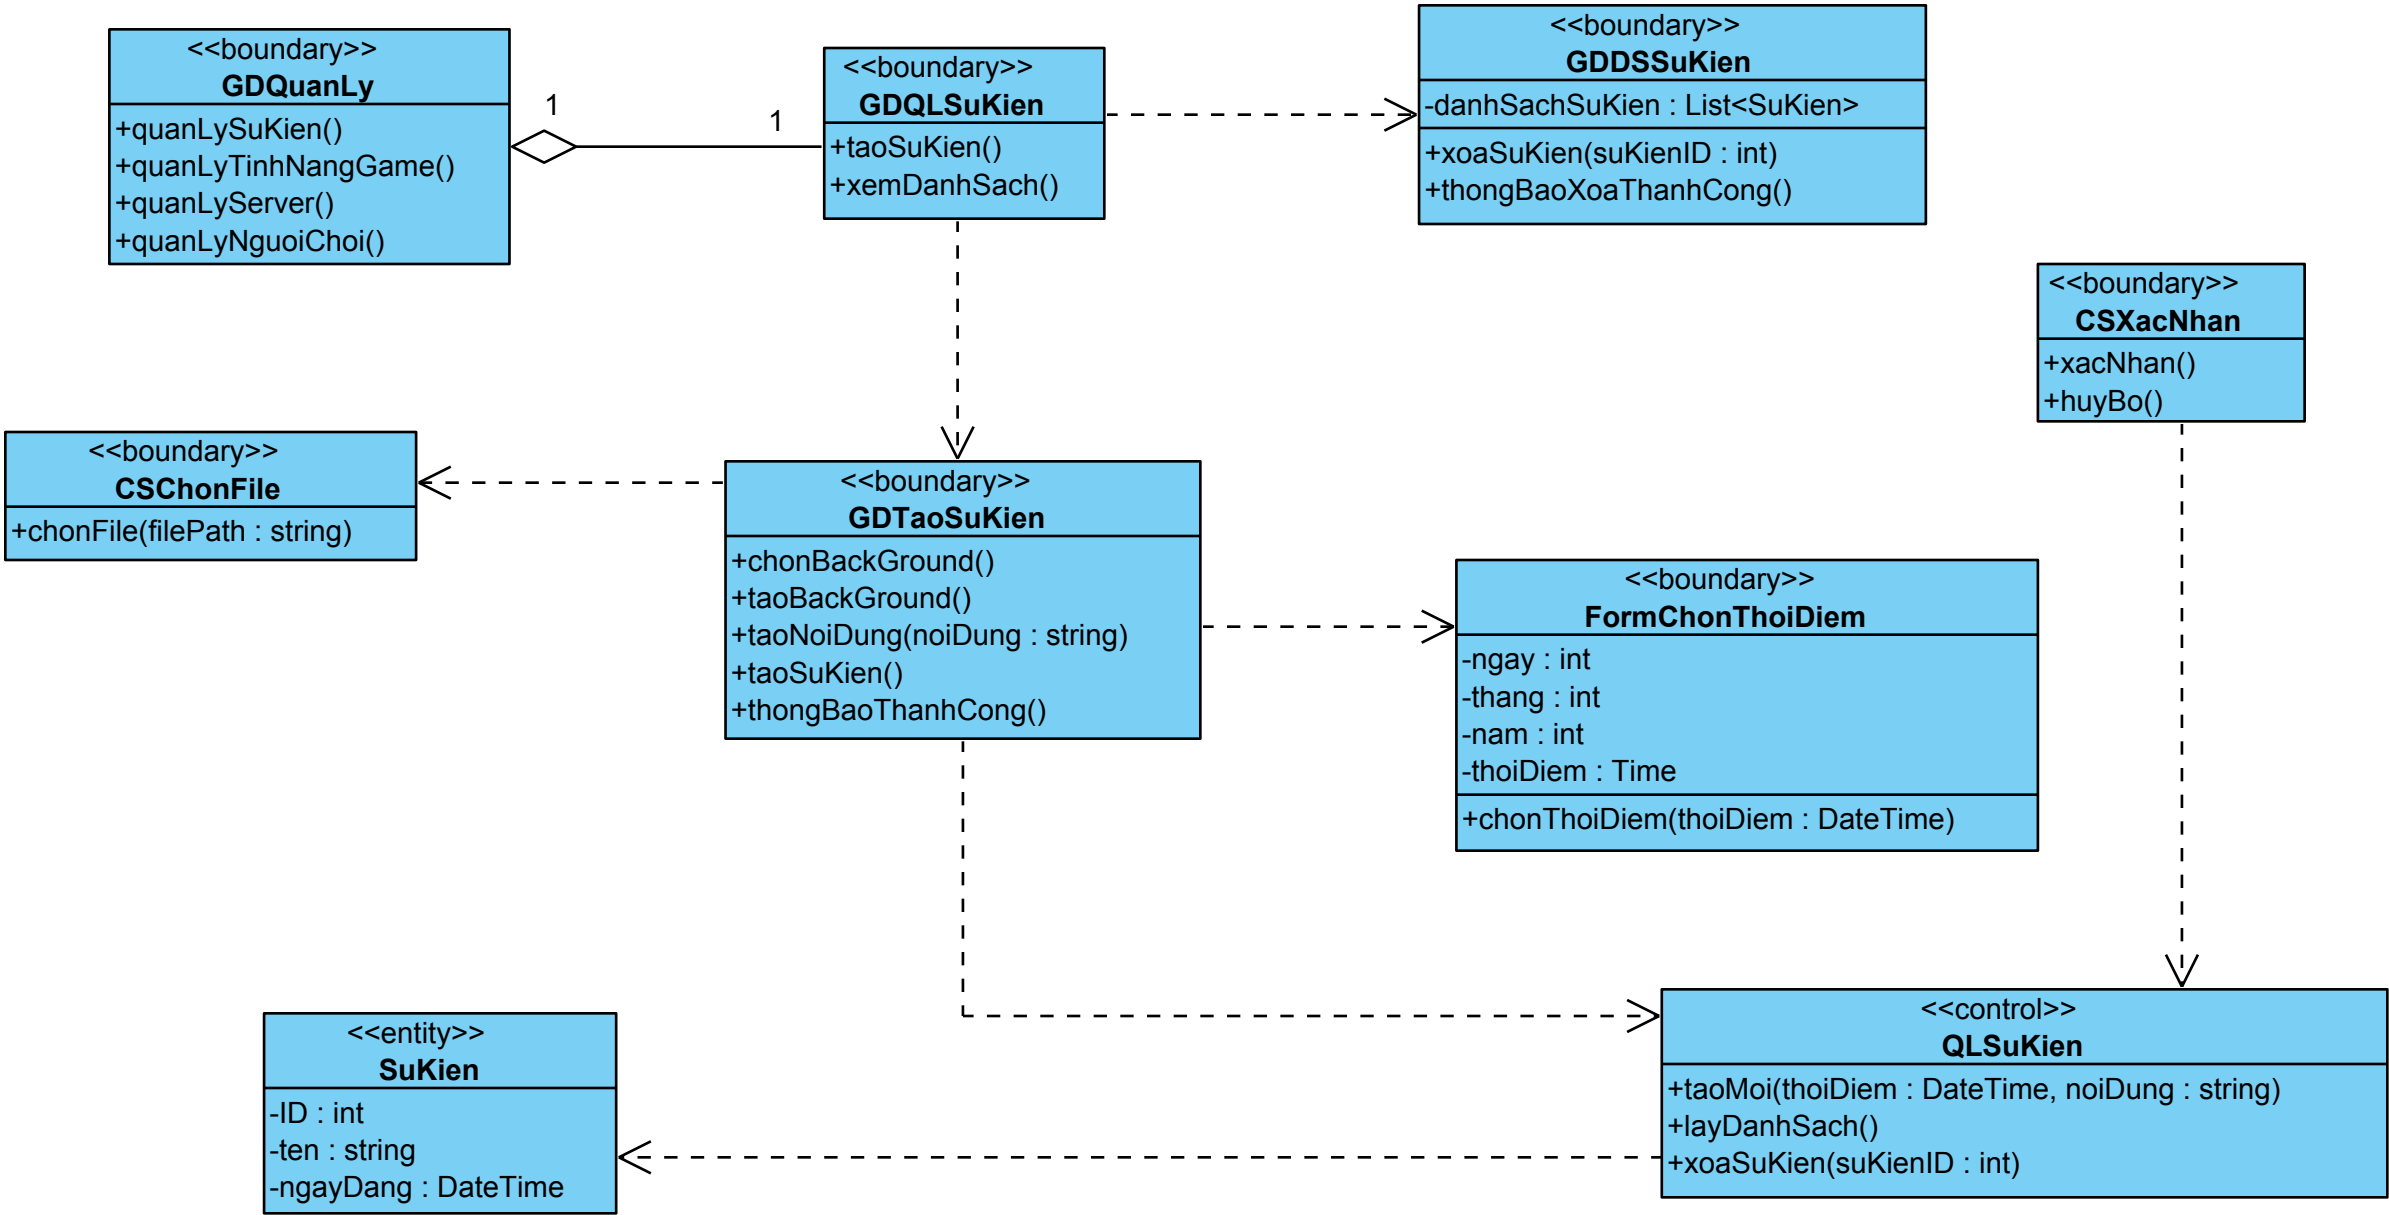 <<boundary>>
GDQuanLy
+quanLySuKien()
+quanLyTinhNangGame()
+quanLyServer()
+quanLyNguoiChoi()
1
1
<<boundary>>
GDQLSuKien
+taoSuKien()
+xemDanhSach()
<<boundary>>
GDDSSuKien
-danhSachSuKien : List<SuKien>
+xoaSuKien(suKienID : int)
+thongBaoXoaThanhCong()
<<boundary>>
CSXacNhan
+xacNhan()
+huyBo()
<<boundary>>
CSChonFile
+chonFile(filePath : string)
<<boundary>>
GDTaoSuKien
+chonBackGround()
+taoBackGround()
+taoNoiDung(noiDung : string)
+taoSuKien()
+thongBaoThanhCong()
<<boundary>>
FormChonThoiDiem
-ngay : int
-thang : int
-nam : int
-thoiDiem : Time
+chonThoiDiem(thoiDiem : DateTime)
<<entity>>
SuKien
-ID : int
-ten : string
-ngayDang : DateTime
<<control>>
QLSuKien
+taoMoi(thoiDiem : DateTime, noiDung : string)
+layDanhSach()
+xoaSuKien(suKienID : int)